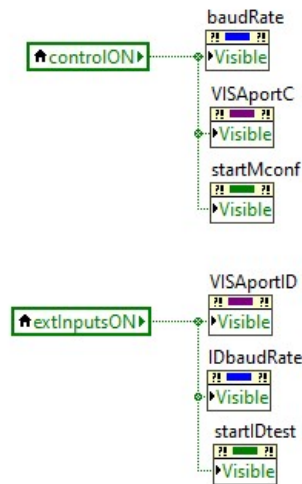 baudRate
?! ?!
controlON
Visible
VISAportC
?! ?!
Visible
startMconf
?! ?!
Visible
VISAportID
?! ?!
extInputsON
Visible
IDbaudRate
?! ?!
Visible
startIDtest
?! ?!
Visible